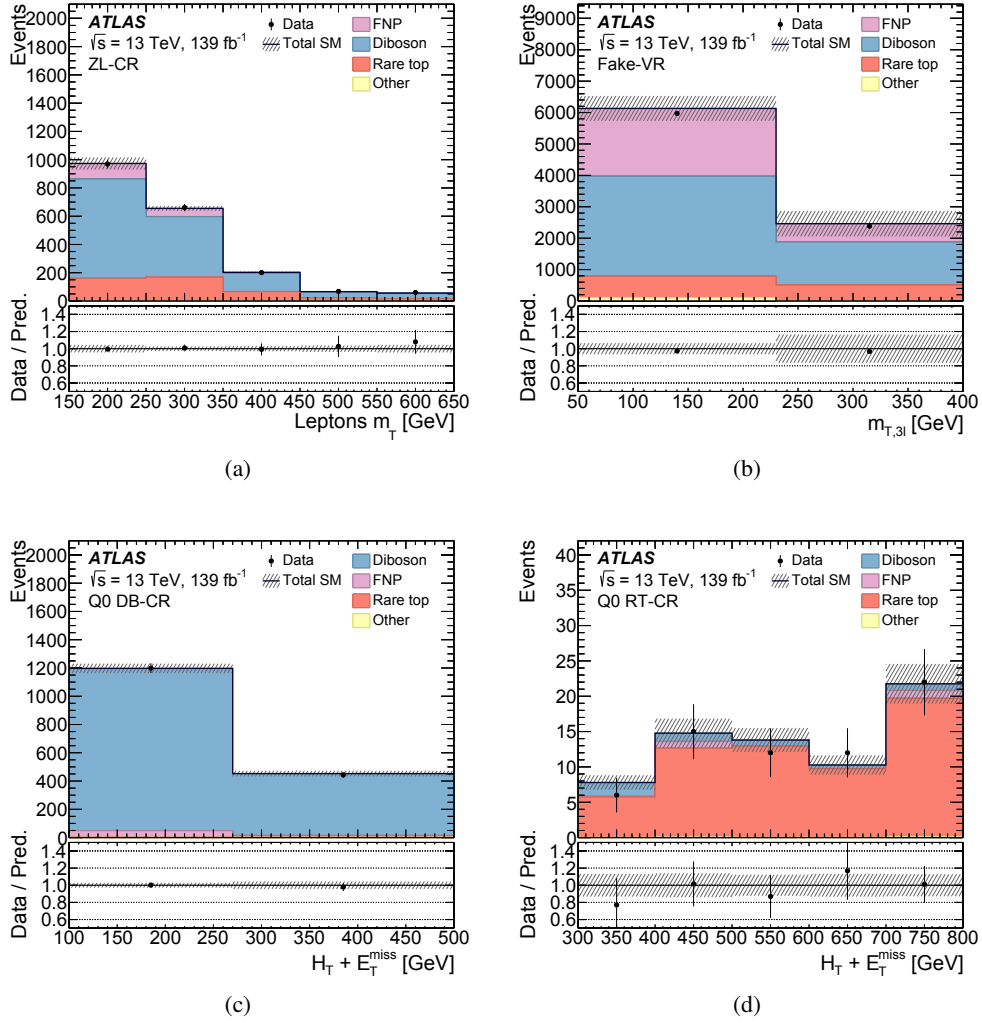 ATLAS
√s = 13 TeV, 139 fb⁻¹
ZL-CR
Data
Total SM
FNP
Diboson
Rare top
Other
Events
2000
1800
1600
1400
1200
1000
800
600
400
200
0
Data / Pred.
1.4
1.2
1.0
0.8
0.6
150 200 250 300 350 400 450 500 550 600 650
Leptons m_T [GeV]
(a)
ATLAS
√s = 13 TeV, 139 fb⁻¹
Fake-VR
Data
Total SM
FNP
Diboson
Rare top
Other
Events
9000
8000
7000
6000
5000
4000
3000
2000
1000
0
Data / Pred.
1.4
1.2
1.0
0.8
0.6
50 100 150 200 250 300 350 400
m_T,3l [GeV]
(b)
ATLAS
√s = 13 TeV, 139 fb⁻¹
Q0 DB-CR
Data
Total SM
Diboson
FNP
Rare top
Other
Events
2000
1800
1600
1400
1200
1000
800
600
400
200
0
Data / Pred.
1.4
1.2
1.0
0.8
0.6
100 150 200 250 300 350 400 450 500
H_T + E_T^miss [GeV]
(c)
ATLAS
√s = 13 TeV, 139 fb⁻¹
Q0 RT-CR
Data
Total SM
Diboson
FNP
Rare top
Other
Events
40
35
30
25
20
15
10
5
0
Data / Pred.
1.4
1.2
1.0
0.8
0.6
300 350 400 450 500 550 600 650 700 750 800
H_T + E_T^miss [GeV]
(d)